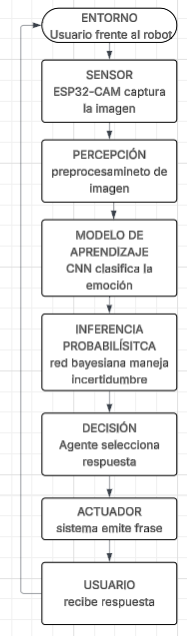 ENTORNO
Usuario frente al robot
SENSOR
ESP32-CAM captura
la imagen
PERCEPCIÓN
preprocesamineto de
imagen
MODELO DE
APRENDIZAJE
CNN clasifica la
emoción
INFERENCIA
PROBABILÍSITCA
red bayesiana maneja
incertidumbre
DECISIÓN
Agente selecciona
respuesta
ACTUADOR
sistema emite frase
USUARIO
recibe respuesta